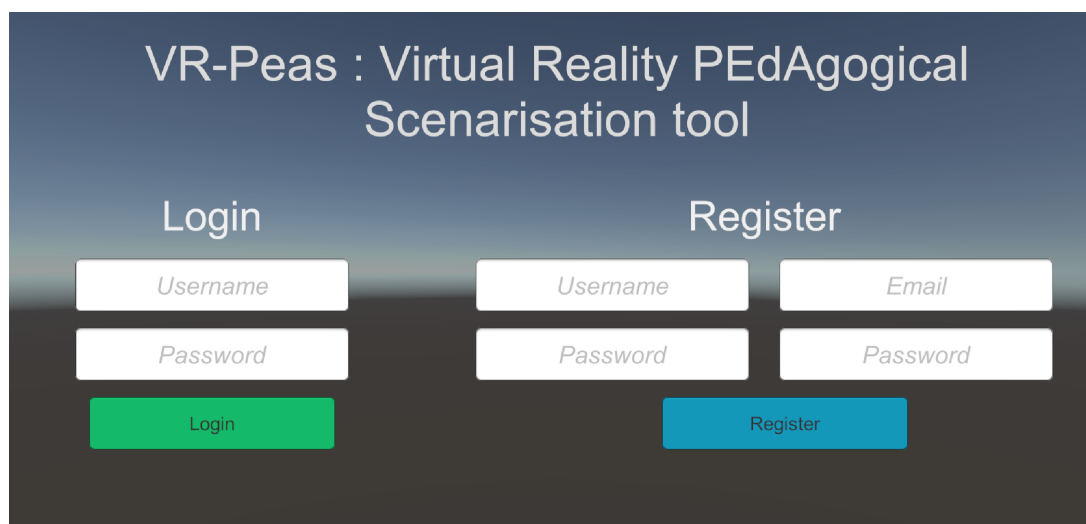 VR-Peas : Virtual Reality PEdAgogical
Scenarisation tool
Login
Username
Password
Login
Register
Username
Email
Password
Password
Register